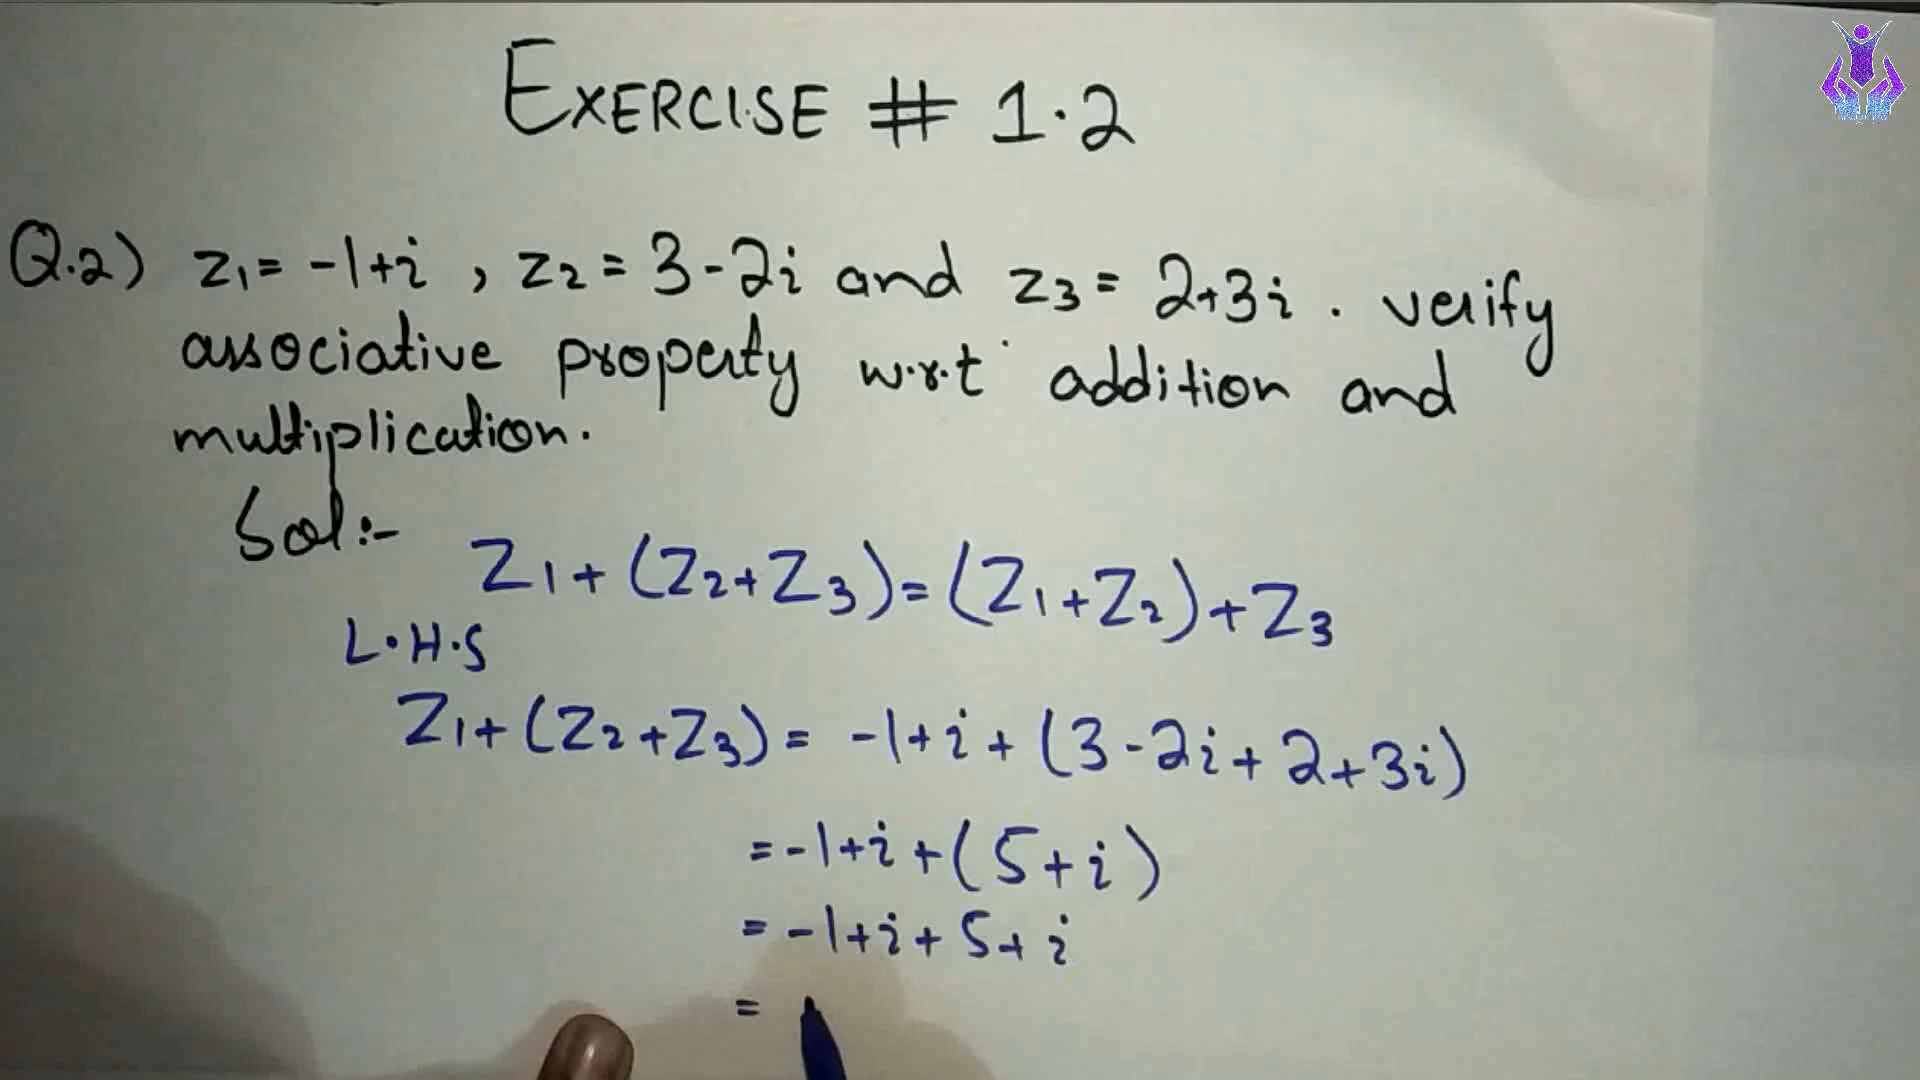 EXERCISE # 1.2
Q.2) z1 = -1+i , z2 = 3-2i and z3 = 2+3i . verify
associative property w.r.t addition and
multiplication.
Sol:-
Z1+(Z2+Z3)=(Z1+Z2)+Z3
L.H.S
Z1+(Z2+Z3)= -1+i+(3-2i+2+3i)
=-1+i+(5+i)
=-1+i+5+i
=